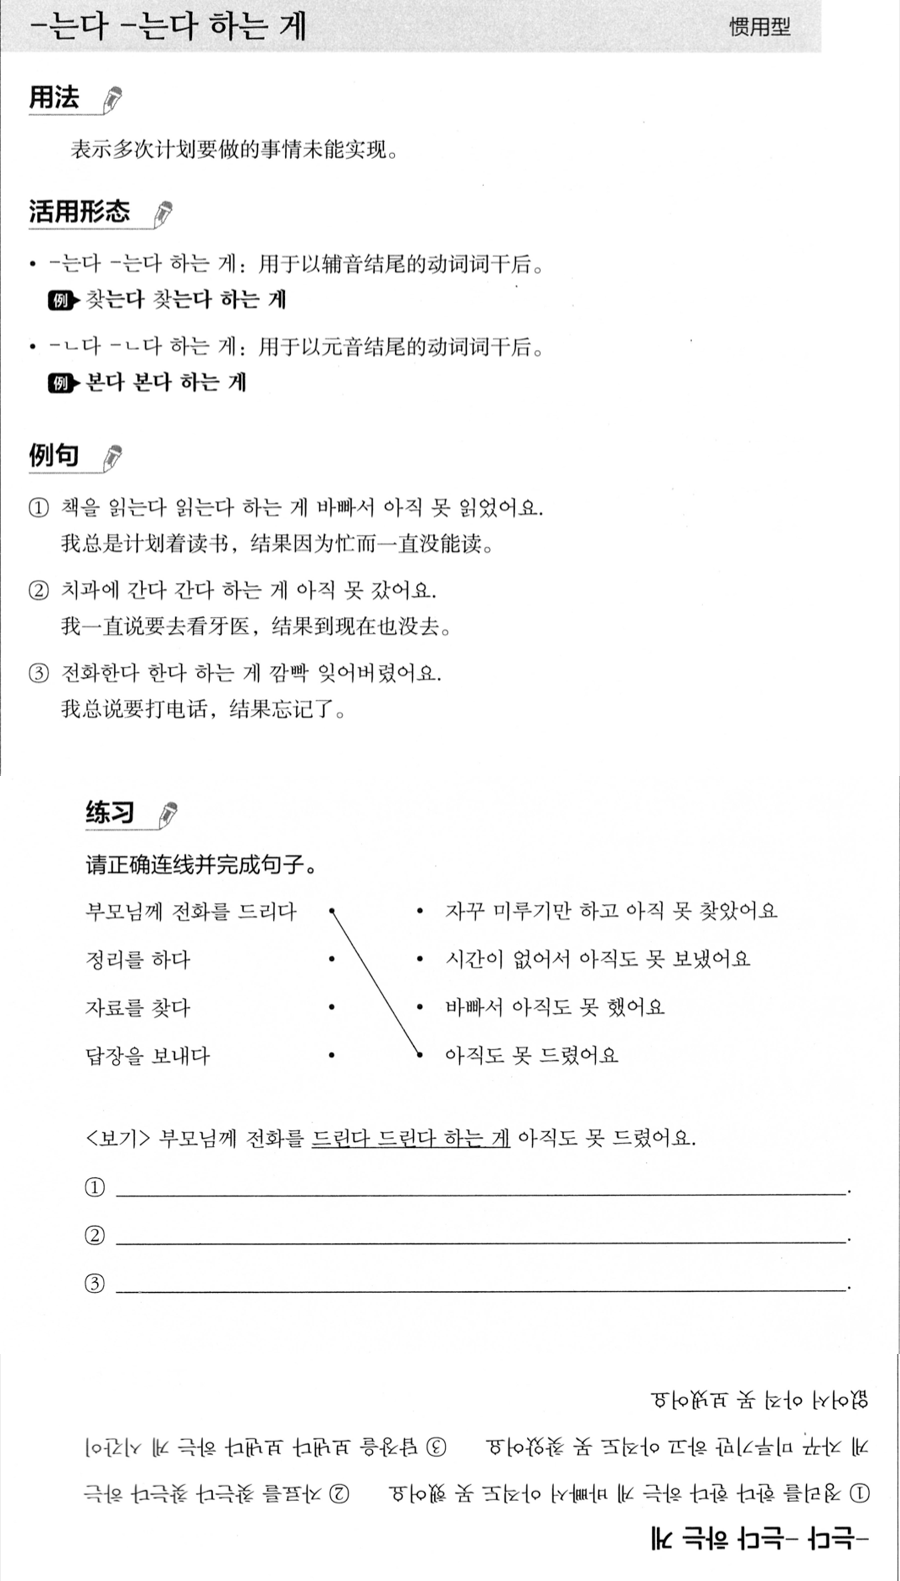 -는다 -는다 하는 게 惯用型
用法
表示多次计划要做的事情未能实现。
活用形态
• -는다 -는다 하는 게：用于以辅音结尾的动词词干后。
例 찾는다 찾는다 하는 게
• -ㄴ다 -ㄴ다 하는 게：用于以元音结尾的动词词干后。
例 본다 본다 하는 게
例句
① 책을 읽는다 읽는다 하는 게 바빠서 아직 못 읽었어요.
我总是计划着读书，结果因为忙而一直没能读。
② 치과에 간다 간다 하는 게 아직 못 갔어요.
我一直说要去看牙医，结果到现在也没去。
③ 전화한다 한다 하는 게 깜빡 잊어버렸어요.
我总说要打电话，结果忘记了。
练习
请正确连线并完成句子。
부모님께 전화를 드리다 • • 자꾸 미루기만 하고 아직 못 찾았어요
정리를 하다 • • 시간이 없어서 아직도 못 보냈어요
자료를 찾다 • • 바빠서 아직도 못 했어요
답장을 보내다 • • 아직도 못 드렸어요
<보기> 부모님께 전화를 드린다 드린다 하는 게 아직도 못 드렸어요.
① .
② .
③ .
-는다 -는다 하는 게
① 정리를 한다 한다 하는 게 바빠서 아직도 못 했어요 ② 자료를 찾는다 찾는다 하는
게 자꾸 미루기만 하고 아직도 못 찾았어요 ③ 답장을 보낸다 보낸다 하는 게 시간이
없어서 아직 못 보냈어요